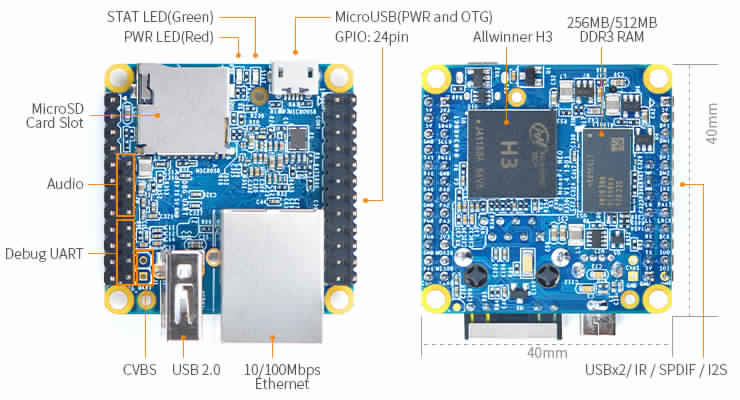 STAT LED(Green)
PWR LED(Red)
MicroUSB(PWR and OTG)
GPIO: 24pin
Allwinner H3
256MB/512MB
DDR3 RAM
MicroSD
Card Slot
Audio
Debug UART
CVBS
USB 2.0
10/100Mbps
Ethernet
H3
40mm
40mm
USBx2/ IR / SPDIF / I2S